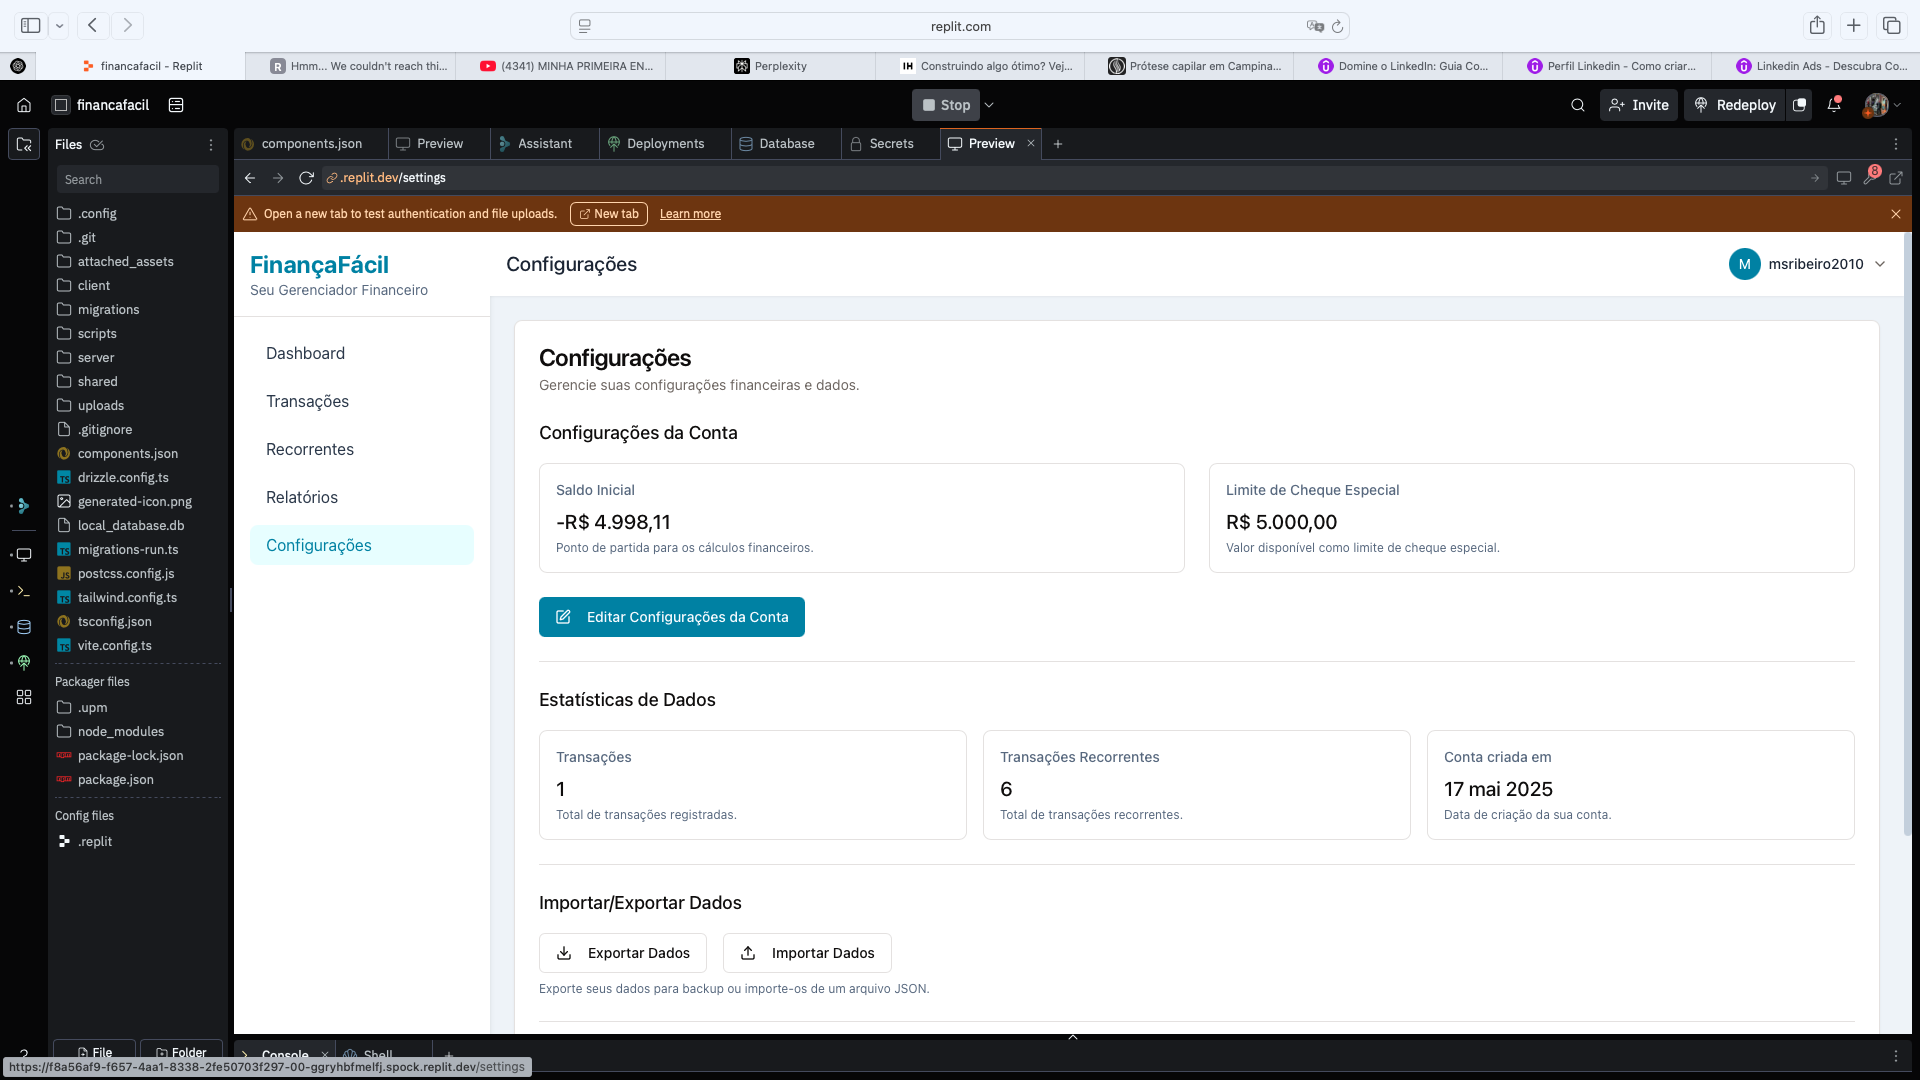 replit.com
financafacil - Replit
Hmm... We couldn't reach thi...
(4341) MINHA PRIMEIRA EN...
Perplexity
IH Construindo algo ótimo? Vej...
Prótese capilar em Campina...
Domine o LinkedIn: Guia Co...
Perfil Linkedin - Como criar...
Linkedin Ads - Descubra Co...
financafacil
Stop
Invite
Redeploy
Files
components.json
Preview
Assistant
Deployments
Database
Secrets
Preview
Search
.replit.dev/settings
8
Open a new tab to test authentication and file uploads.
New tab
Learn more
.config
.git
attached_assets
client
migrations
scripts
server
shared
uploads
.gitignore
components.json
drizzle.config.ts
generated-icon.png
local_database.db
migrations-run.ts
postcss.config.js
tailwind.config.ts
tsconfig.json
vite.config.ts
Packager files
.upm
node_modules
package-lock.json
package.json
Config files
.replit
File
Folder
FinançaFácil
Seu Gerenciador Financeiro
Dashboard
Transações
Recorrentes
Relatórios
Configurações
Configurações
M
msribeiro2010
Configurações
Gerencie suas configurações financeiras e dados.
Configurações da Conta
Saldo Inicial
-R$ 4.998,11
Ponto de partida para os cálculos financeiros.
Limite de Cheque Especial
R$ 5.000,00
Valor disponível como limite de cheque especial.
Editar Configurações da Conta
Estatísticas de Dados
Transações
1
Total de transações registradas.
Transações Recorrentes
6
Total de transações recorrentes.
Conta criada em
17 mai 2025
Data de criação da sua conta.
Importar/Exportar Dados
Exportar Dados
Importar Dados
Exporte seus dados para backup ou importe-os de um arquivo JSON.
Console
Shell
https://f8a56af9-f657-4aa1-8338-2fe50703f297-00-ggryhbfmelfj.spock.replit.dev/settings